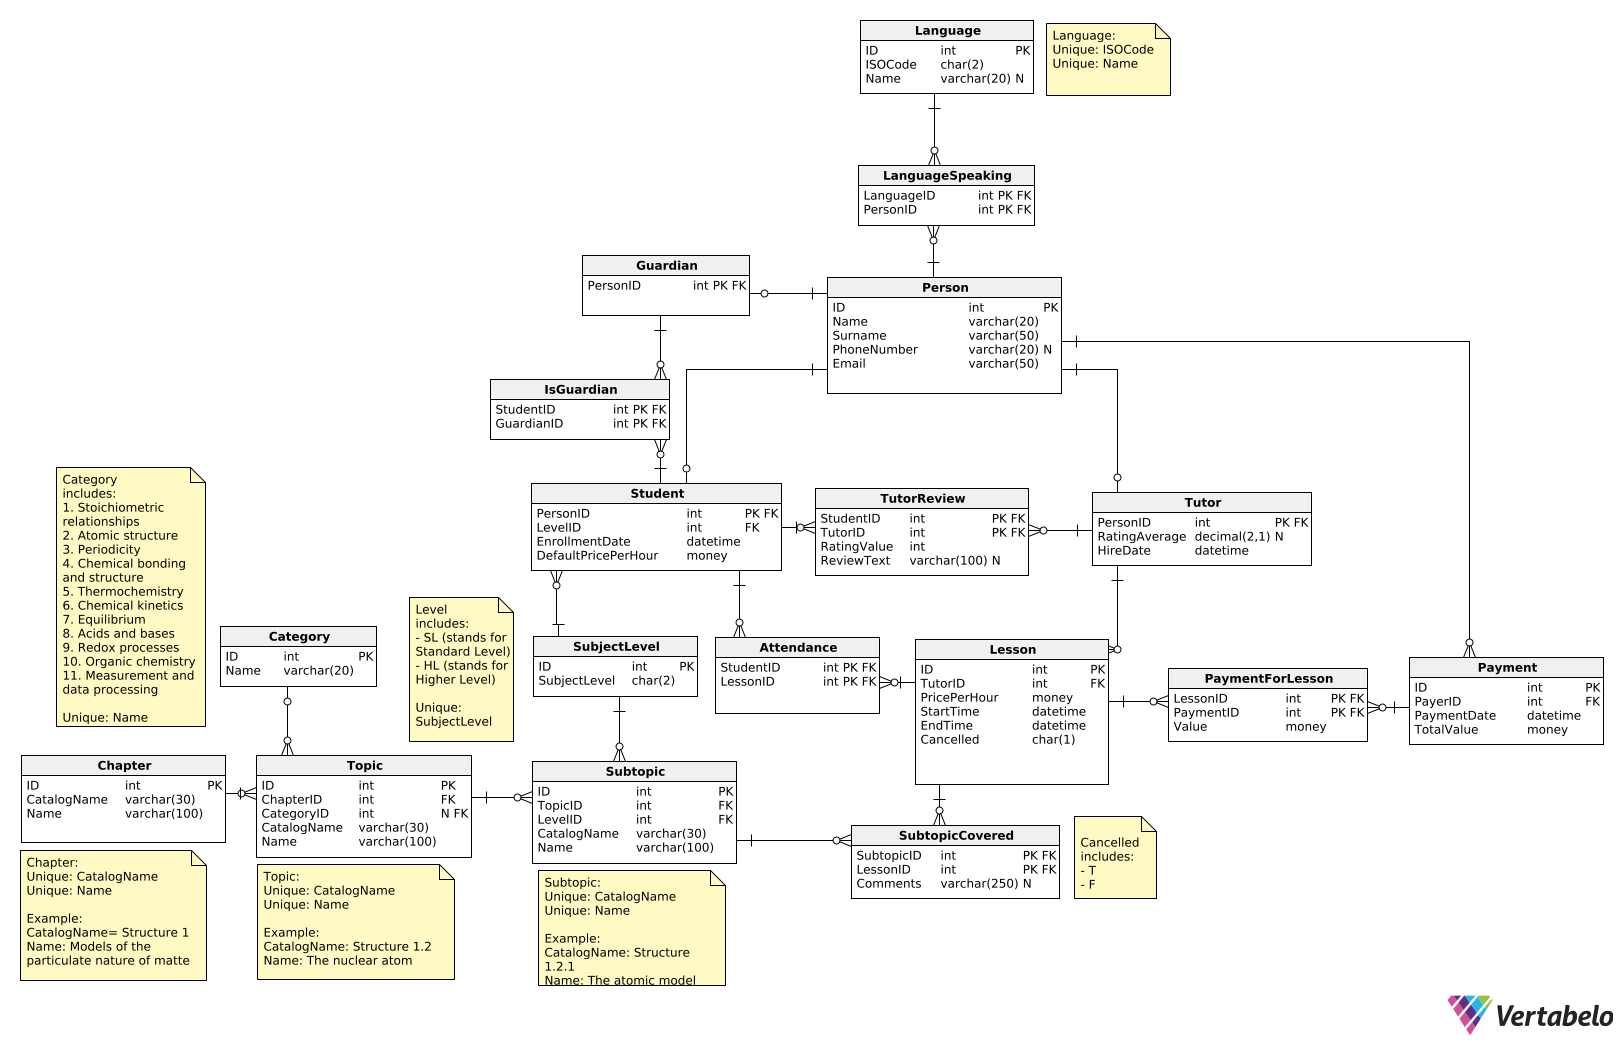 Language
ID int PK
ISOCode char(2)
Name varchar(20) N
Language:
Unique: ISOCode
Unique: Name
LanguageSpeaking
LanguageID int PK FK
PersonID int PK FK
Guardian
PersonID int PK FK
Person
ID int PK
Name varchar(20)
Surname varchar(50)
PhoneNumber varchar(20) N
Email varchar(50)
IsGuardian
StudentID int PK FK
GuardianID int PK FK
Category
includes:
1. Stoichiometric
relationships
2. Atomic structure
3. Periodicity
4. Chemical bonding
and structure
5. Thermochemistry
6. Chemical kinetics
7. Equilibrium
8. Acids and bases
9. Redox processes
10. Organic chemistry
11. Measurement and
data processing
Unique: Name
Student
PersonID int PK FK
LevelID int FK
EnrollmentDate datetime
DefaultPricePerHour money
TutorReview
StudentID int PK FK
TutorID int PK FK
RatingValue int
ReviewText varchar(100) N
Tutor
PersonID int PK FK
RatingAverage decimal(2,1) N
HireDate datetime
Level
includes:
- SL (stands for
Standard Level)
- HL (stands for
Higher Level)
Unique:
SubjectLevel
Category
ID int PK
Name varchar(20)
SubjectLevel
ID int PK
SubjectLevel char(2)
Attendance
StudentID int PK FK
LessonID int PK FK
Lesson
ID int PK
TutorID int FK
PricePerHour money
StartTime datetime
EndTime datetime
Cancelled char(1)
PaymentForLesson
LessonID int PK FK
PaymentID int PK FK
Value money
Payment
ID int PK
PayerID int FK
PaymentDate datetime
TotalValue money
Chapter
ID int PK
CatalogName varchar(30)
Name varchar(100)
Topic
ID int PK
ChapterID int FK
CategoryID int N FK
CatalogName varchar(30)
Name varchar(100)
Subtopic
ID int PK
TopicID int FK
LevelID int FK
CatalogName varchar(30)
Name varchar(100)
SubtopicCovered
SubtopicID int PK FK
LessonID int PK FK
Comments varchar(250) N
Cancelled
includes:
- T
- F
Chapter:
Unique: CatalogName
Unique: Name
Example:
CatalogName= Structure 1
Name: Models of the
particulate nature of matte
Topic:
Unique: CatalogName
Unique: Name
Example:
CatalogName: Structure 1.2
Name: The nuclear atom
Subtopic:
Unique: CatalogName
Unique: Name
Example:
CatalogName: Structure
1.2.1
Name: The atomic model
Vertabelo